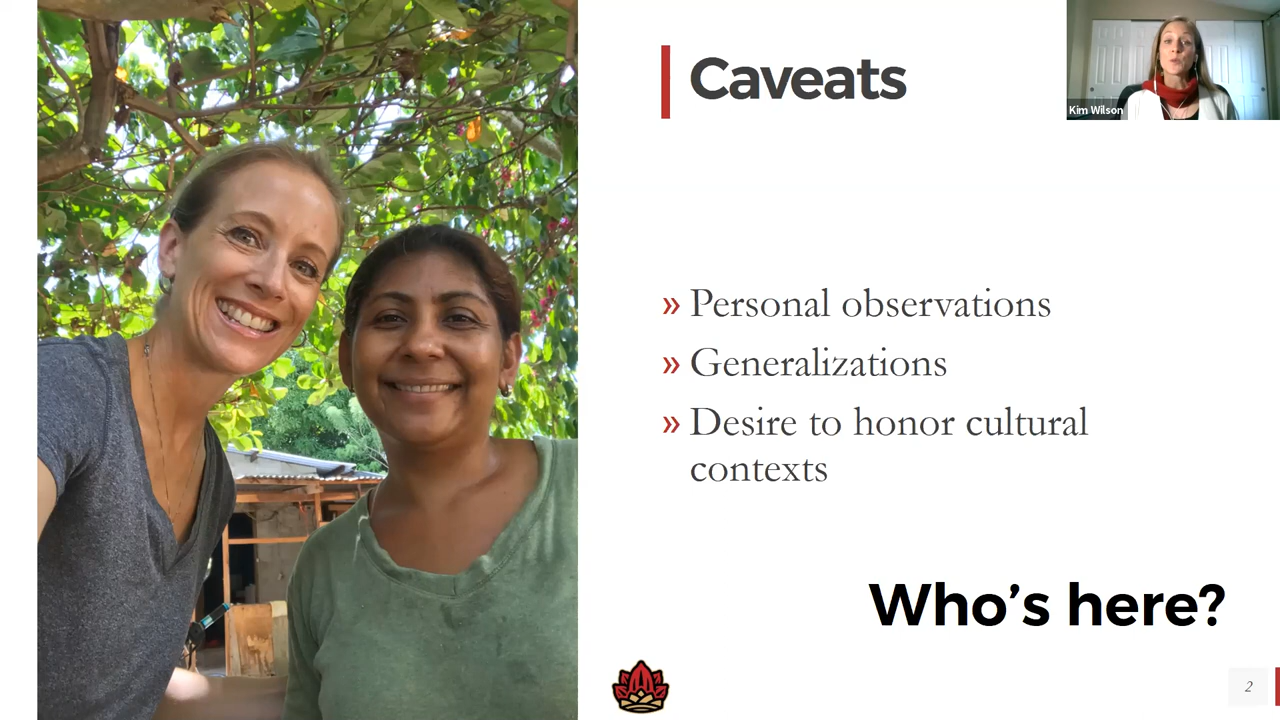 Caveats
Kim Wilson
» Personal observations
» Generalizations
» Desire to honor cultural
contexts
Who's here?
2